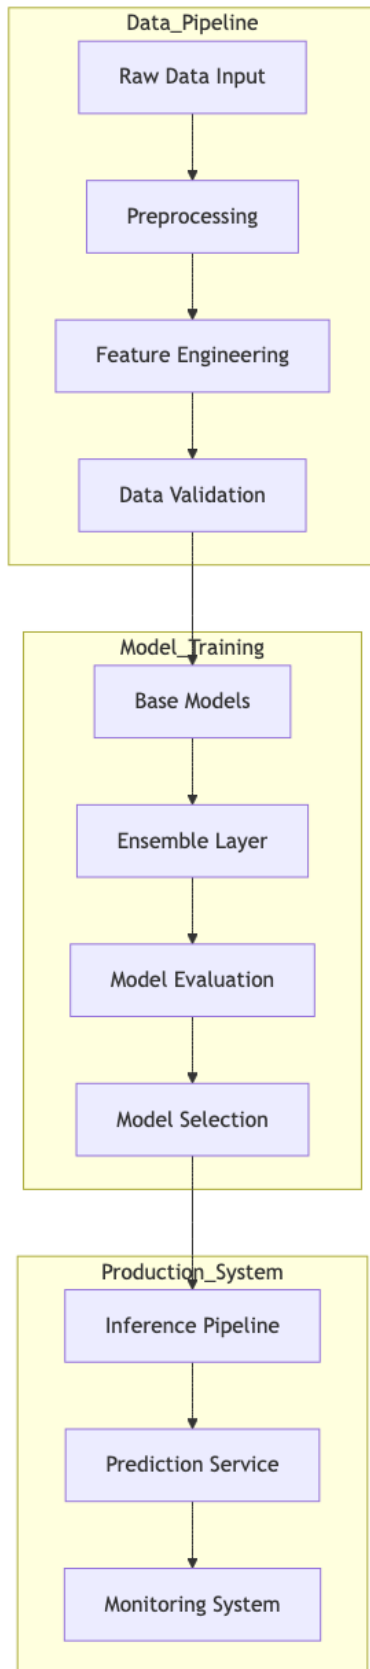 Data_Pipeline
Raw Data Input
Preprocessing
Feature Engineering
Data Validation
Model_Training
Base Models
Ensemble Layer
Model Evaluation
Model Selection
Production_System
Inference Pipeline
Prediction Service
Monitoring System